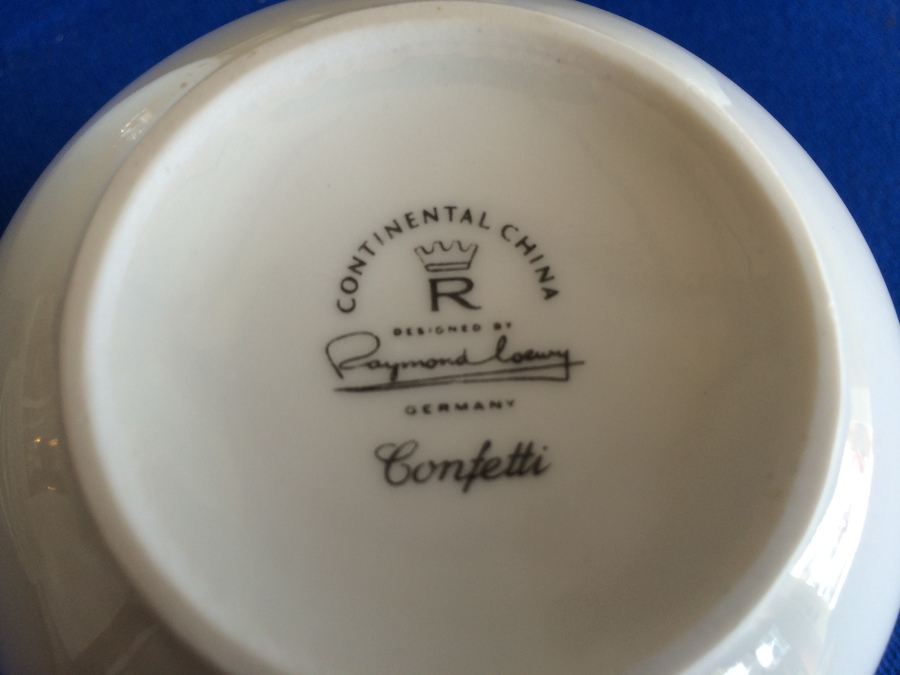 CONTINENTAL CHINA
R
DESIGNED BY
Raymond Loewy
GERMANY
Confetti